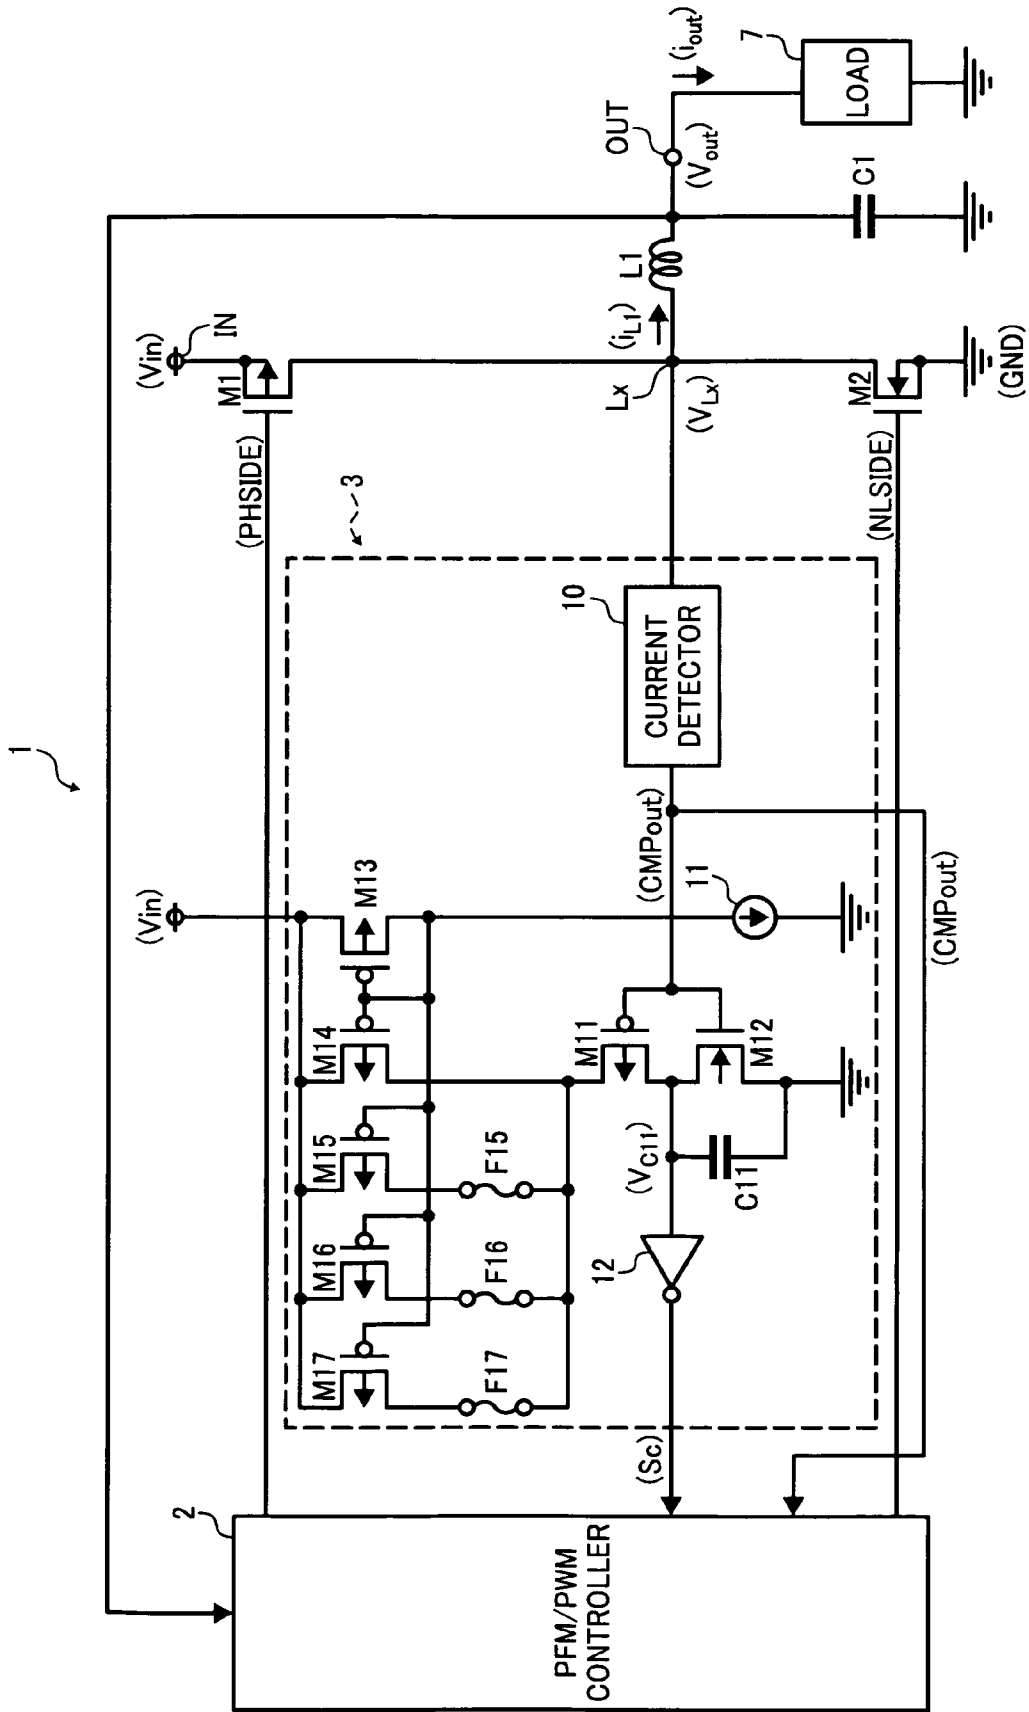 1
(Vin)
IN
M1
(PHSIDE)
3
(Vin)
M13
M14
M15
M16
M17
F15
F16
F17
2
PFM/PWM
CONTROLLER
(Sc)
12
(VC11)
C11
M11
M12
11
(CMPout)
10
CURRENT
DETECTOR
(CMPout)
Lx
(VLx)
(iL1)
L1
M2
(NLSIDE)
(GND)
C1
OUT
(Vout)
(iout)
7
LOAD